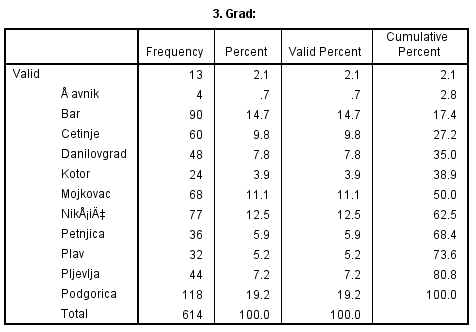 3. Grad:
Frequency Percent Valid Percent Cumulative Percent
Valid 13 2.1 2.1 2.1
Å avnik 4 .7 .7 2.8
Bar 90 14.7 14.7 17.4
Cetinje 60 9.8 9.8 27.2
Danilovgrad 48 7.8 7.8 35.0
Kotor 24 3.9 3.9 38.9
Mojkovac 68 11.1 11.1 50.0
NikÅ¡iÄ‡ 77 12.5 12.5 62.5
Petnjica 36 5.9 5.9 68.4
Plav 32 5.2 5.2 73.6
Pljevlja 44 7.2 7.2 80.8
Podgorica 118 19.2 19.2 100.0
Total 614 100.0 100.0